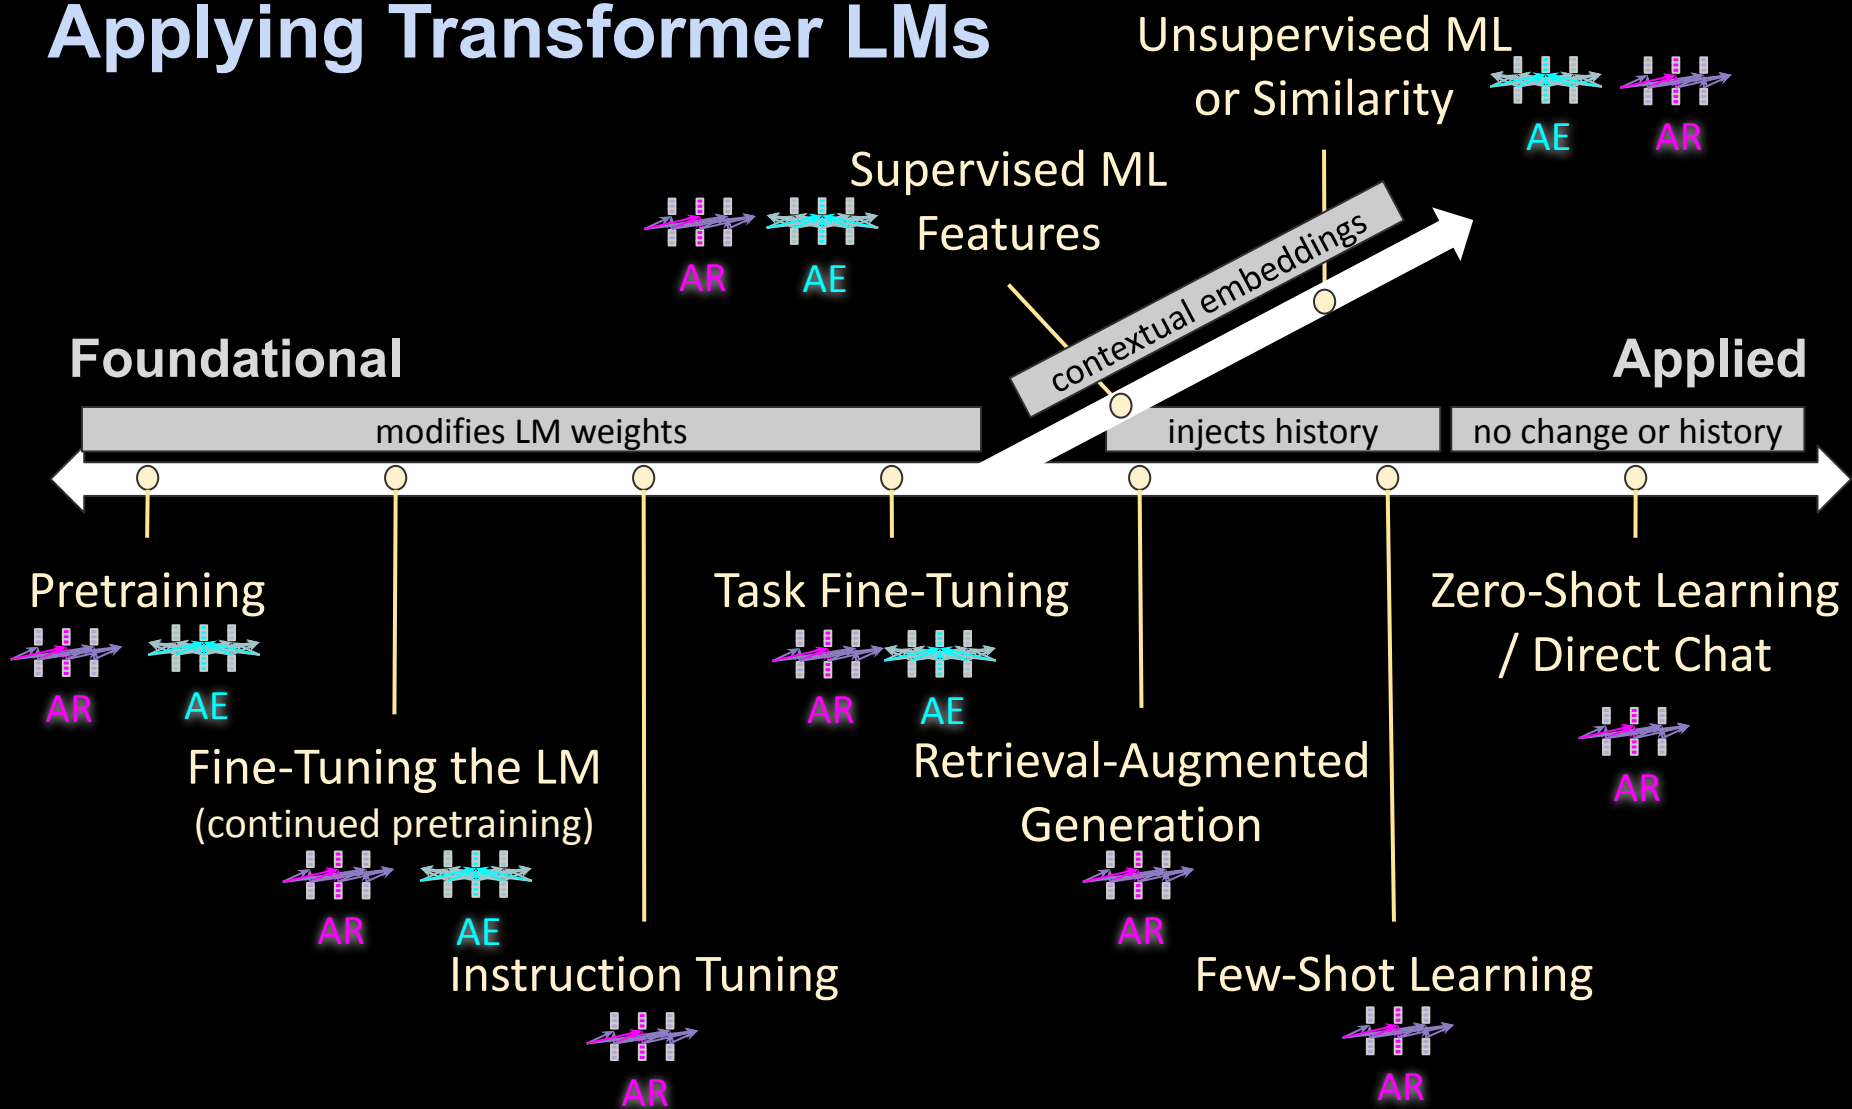 Applying Transformer LMs
Unsupervised ML
or Similarity
AE AR
Supervised ML
Features
AR AE
contextual embeddings
Foundational
Applied
modifies LM weights
injects history
no change or history
Pretraining
AR AE
Task Fine-Tuning
AR AE
Zero-Shot Learning
/ Direct Chat
AR
Fine-Tuning the LM
(continued pretraining)
AR AE
Retrieval-Augmented
Generation
AR
Instruction Tuning
AR
Few-Shot Learning
AR